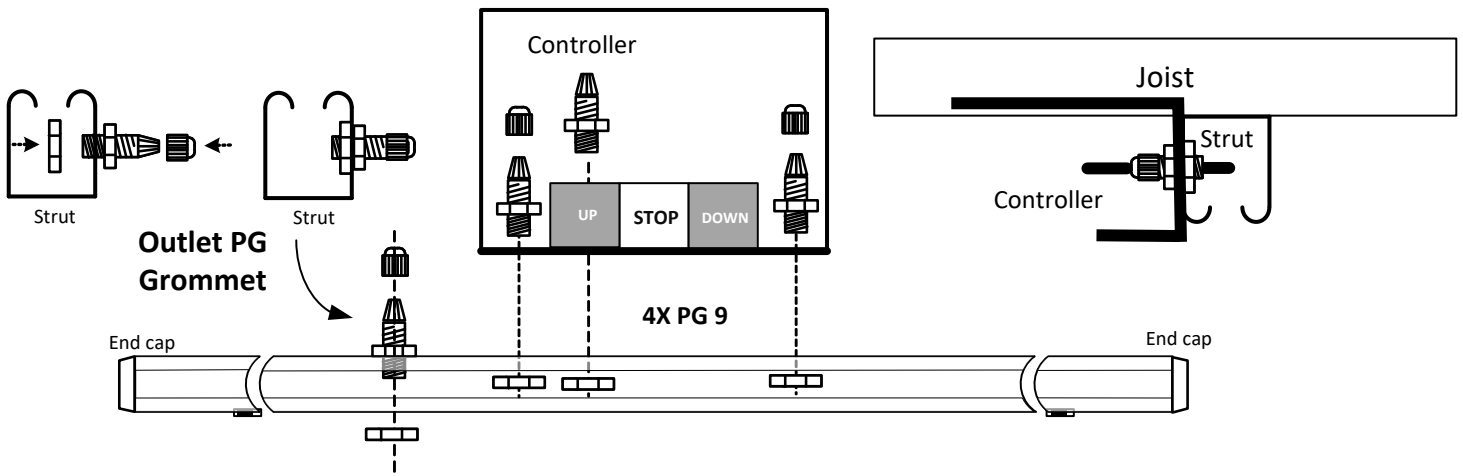 Controller
Joist
Strut
Controller
UP
STOP
DOWN
Strut
Strut
Outlet PG
Grommet
4X PG 9
End cap
End cap